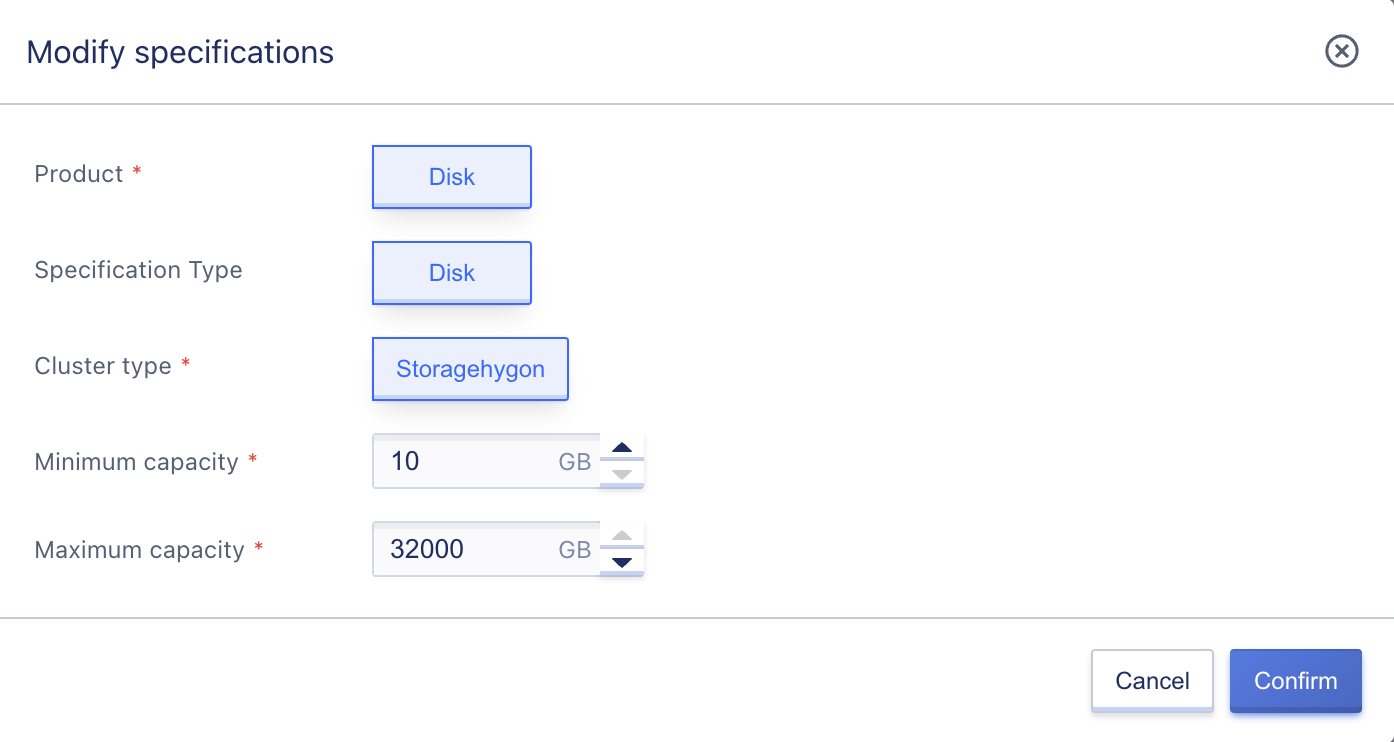 Modify specifications
Product * Disk
Specification Type Disk
Cluster type * Storagehygon
Minimum capacity * 10 GB
Maximum capacity * 32000 GB
Cancel Confirm